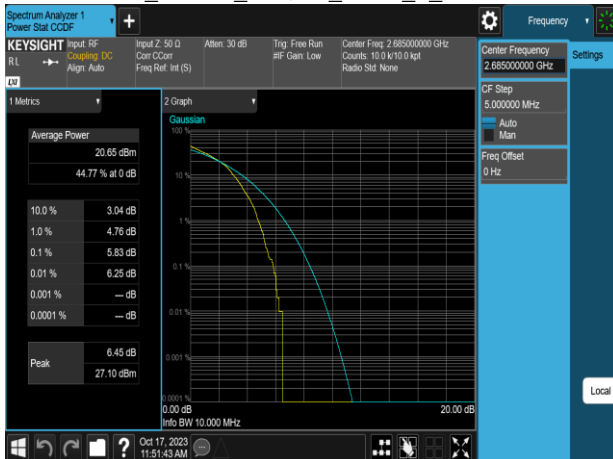 Spectrum Analyzer 1
Power Stat CCDF
Frequency
KEYSIGHT
RL
LXI
Input: RF
Coupling: DC
Align: Auto
Input Z: 50 Ω
Corr CCorr
Freq Ref: Int (S)
Atten: 30 dB
Trig: Free Run
#IF Gain: Low
Center Freq: 2.685000000 GHz
Counts: 10.0 k/10.0 kpt
Radio Std: None
1 Metrics
Average Power
20.65 dBm
44.77 % at 0 dB
10.0 % 3.04 dB
1.0 % 4.76 dB
0.1 % 5.83 dB
0.01 % 6.25 dB
0.001 % --- dB
0.0001 % --- dB
Peak
6.45 dB
27.10 dBm
2 Graph
Gaussian
100 %
10 %
1 %
0.1 %
0.01 %
0.001 %
0.0001 %
0.00 dB 20.00 dB
Info BW 10.000 MHz
Center Frequency
2.685000000 GHz
CF Step
5.000000 MHz
Auto
Man
Freq Offset
0 Hz
Settings
Local
?
Oct 17, 2023
11:51:43 AM